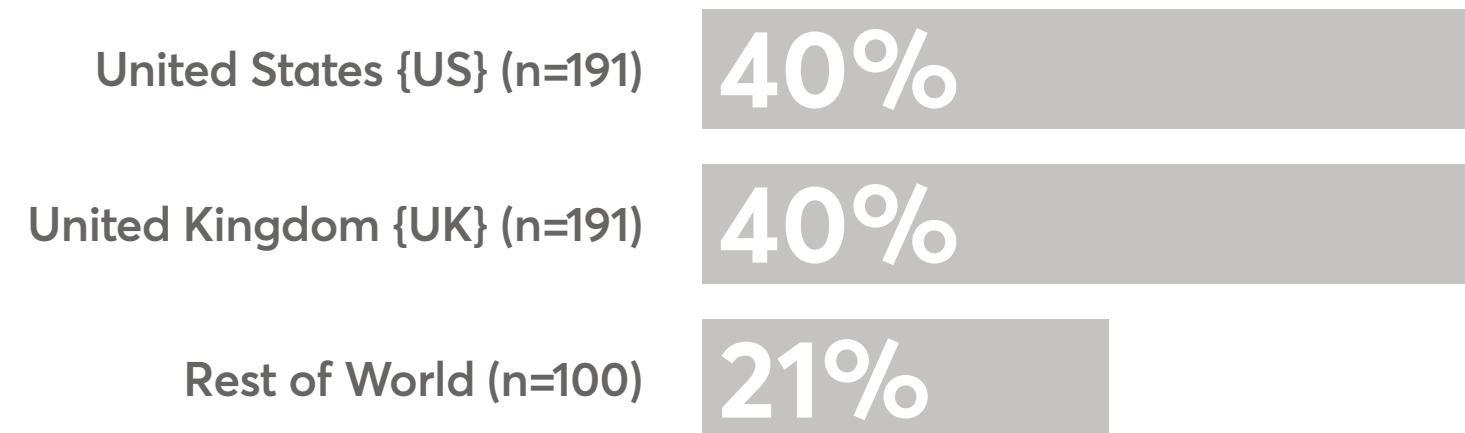 United States {US} (n=191) 40%
United Kingdom {UK} (n=191) 40%
Rest of World (n=100) 21%